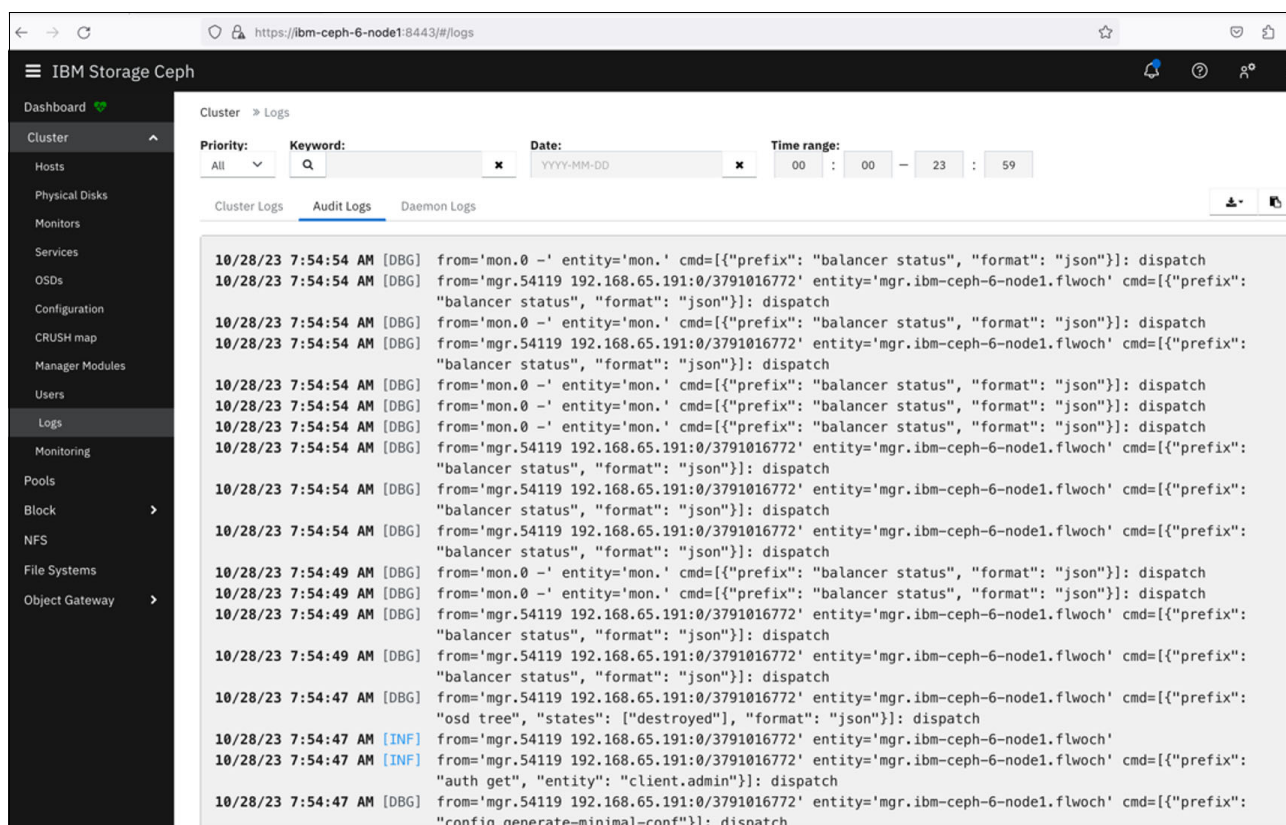 https://ibm-ceph-6-node1:8443/#/logs
IBM Storage Ceph
Dashboard
Cluster
Hosts
Physical Disks
Monitors
Services
OSDs
Configuration
CRUSH map
Manager Modules
Users
Logs
Monitoring
Pools
Block
NFS
File Systems
Object Gateway
Cluster » Logs
Priority: Keyword: Date: Time range:
All YYYY-MM-DD 00 : 00 — 23 : 59
Cluster Logs Audit Logs Daemon Logs
10/28/23 7:54:54 AM [DBG] from='mon.0 -' entity='mon.' cmd=[{"prefix": "balancer status", "format": "json"}]: dispatch
10/28/23 7:54:54 AM [DBG] from='mgr.54119 192.168.65.191:0/3791016772' entity='mgr.ibm-ceph-6-node1.flwoch' cmd=[{"prefix":
"balancer status", "format": "json"}]: dispatch
10/28/23 7:54:54 AM [DBG] from='mon.0 -' entity='mon.' cmd=[{"prefix": "balancer status", "format": "json"}]: dispatch
10/28/23 7:54:54 AM [DBG] from='mgr.54119 192.168.65.191:0/3791016772' entity='mgr.ibm-ceph-6-node1.flwoch' cmd=[{"prefix":
"balancer status", "format": "json"}]: dispatch
10/28/23 7:54:54 AM [DBG] from='mon.0 -' entity='mon.' cmd=[{"prefix": "balancer status", "format": "json"}]: dispatch
10/28/23 7:54:54 AM [DBG] from='mon.0 -' entity='mon.' cmd=[{"prefix": "balancer status", "format": "json"}]: dispatch
10/28/23 7:54:54 AM [DBG] from='mon.0 -' entity='mon.' cmd=[{"prefix": "balancer status", "format": "json"}]: dispatch
10/28/23 7:54:54 AM [DBG] from='mgr.54119 192.168.65.191:0/3791016772' entity='mgr.ibm-ceph-6-node1.flwoch' cmd=[{"prefix":
"balancer status", "format": "json"}]: dispatch
10/28/23 7:54:54 AM [DBG] from='mgr.54119 192.168.65.191:0/3791016772' entity='mgr.ibm-ceph-6-node1.flwoch' cmd=[{"prefix":
"balancer status", "format": "json"}]: dispatch
10/28/23 7:54:54 AM [DBG] from='mgr.54119 192.168.65.191:0/3791016772' entity='mgr.ibm-ceph-6-node1.flwoch' cmd=[{"prefix":
"balancer status", "format": "json"}]: dispatch
10/28/23 7:54:49 AM [DBG] from='mon.0 -' entity='mon.' cmd=[{"prefix": "balancer status", "format": "json"}]: dispatch
10/28/23 7:54:49 AM [DBG] from='mon.0 -' entity='mon.' cmd=[{"prefix": "balancer status", "format": "json"}]: dispatch
10/28/23 7:54:49 AM [DBG] from='mgr.54119 192.168.65.191:0/3791016772' entity='mgr.ibm-ceph-6-node1.flwoch' cmd=[{"prefix":
"balancer status", "format": "json"}]: dispatch
10/28/23 7:54:49 AM [DBG] from='mgr.54119 192.168.65.191:0/3791016772' entity='mgr.ibm-ceph-6-node1.flwoch' cmd=[{"prefix":
"balancer status", "format": "json"}]: dispatch
10/28/23 7:54:47 AM [DBG] from='mgr.54119 192.168.65.191:0/3791016772' entity='mgr.ibm-ceph-6-node1.flwoch' cmd=[{"prefix":
"osd tree", "states": ["destroyed"], "format": "json"}]: dispatch
10/28/23 7:54:47 AM [INF] from='mgr.54119 192.168.65.191:0/3791016772' entity='mgr.ibm-ceph-6-node1.flwoch'
10/28/23 7:54:47 AM [INF] from='mgr.54119 192.168.65.191:0/3791016772' entity='mgr.ibm-ceph-6-node1.flwoch' cmd=[{"prefix":
"auth get", "entity": "client.admin"}]: dispatch
10/28/23 7:54:47 AM [DBG] from='mgr.54119 192.168.65.191:0/3791016772' entity='mgr.ibm-ceph-6-node1.flwoch' cmd=[{"prefix":
"config generate-minimal-conf"}]: dispatch